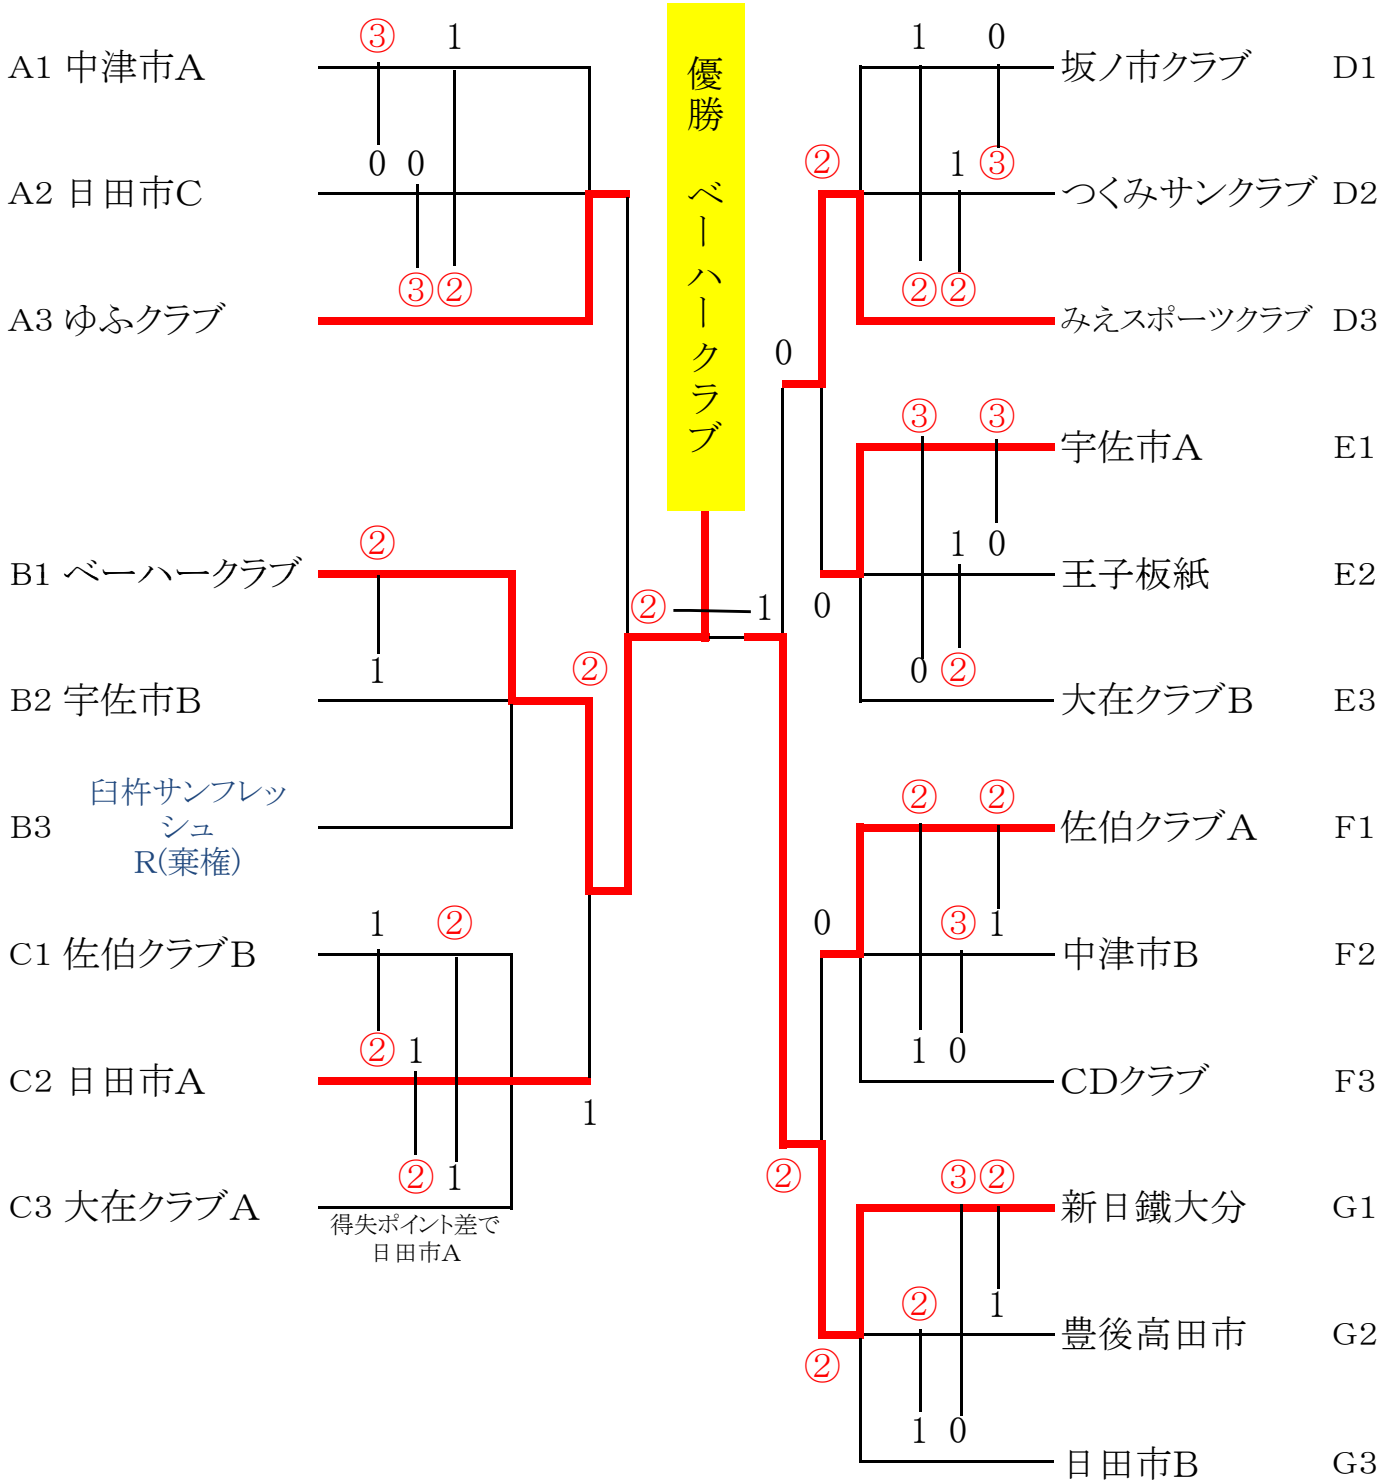 優勝 ベーハークラブ
③ 1
A1 中津市A
0 0
A2 日田市C
③ ②
A3 ゆふクラブ
②
B1 ベーハークラブ
1
B2 宇佐市B
臼杵サンフレッ
B3 シュ
R(棄権)
1 ②
C1 佐伯クラブB
② 1
C2 日田市A
② 1
C3 大在クラブA
得失ポイント差で
日田市A
②
1
② 1
0
②
0
0
②
②
1 0
坂ノ市クラブ D1
1 ③
つくみサンクラブ D2
② ②
みえスポーツクラブ D3
③ ③
宇佐市A E1
1 0
王子板紙 E2
0 ②
大在クラブB E3
② ②
佐伯クラブA F1
③ 1
中津市B F2
1 0
CDクラブ F3
③ ②
新日鐵大分 G1
② 1
豊後高田市 G2
1 0
日田市B G3